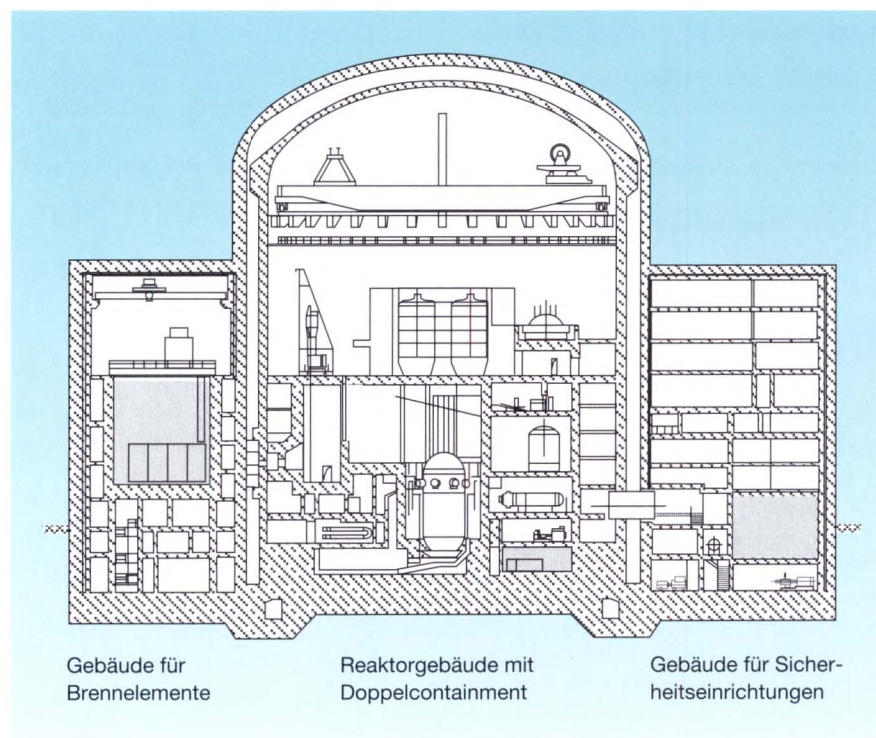 Gebäude für
Brennelemente
Reaktorgebäude mit
Doppelcontainment
Gebäude für Sicher-
heitseinrichtungen